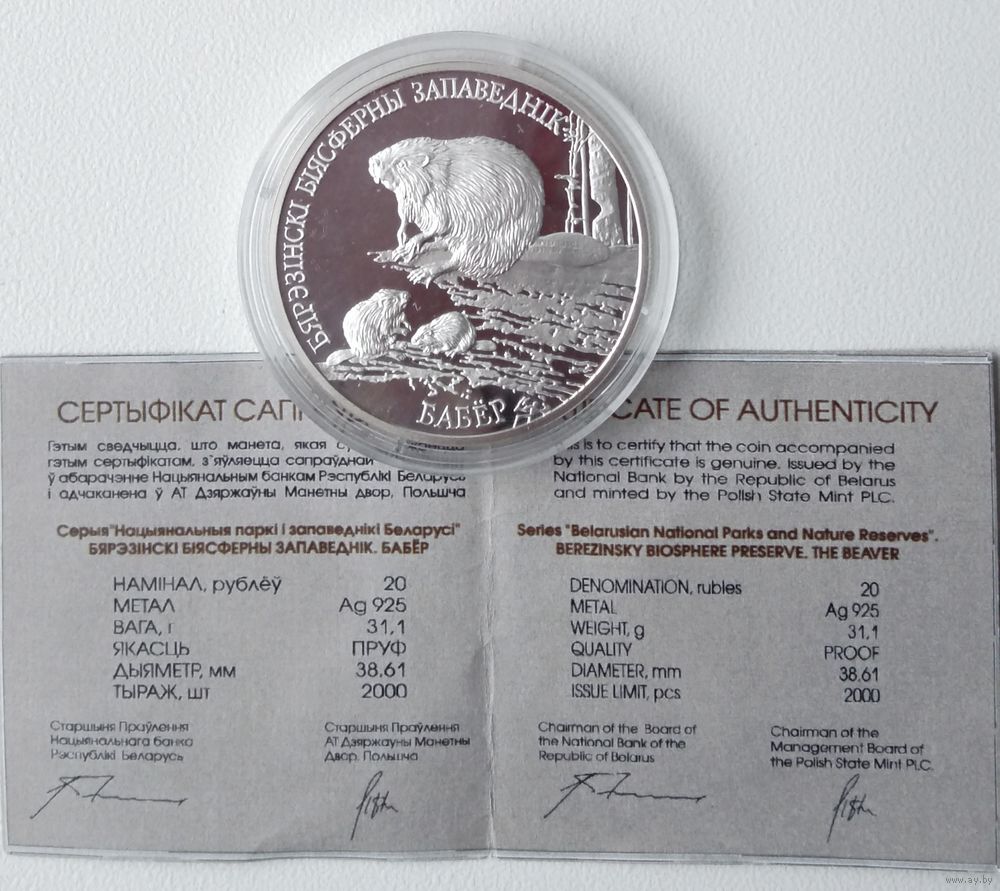 БЯРЭЗІНСКІ БІЯСФЕРНЫ ЗАПАВЕДНІК
БАБЁР
СЕРТЫФІКАТ
Гэтым сведчыцца, што манета, якая
гэтым сертыфікатам, з'яўляецца сапраўднай
ў абарачэнне Нацыянальным банкам Рэспублікі Беларусь
і адчаканена ў АТ Дзяржаўны Манетны двор, Польшча
Серыя "Нацыянальныя паркі і запаведнікі Беларусі"
БЯРЭЗІНСКІ БІЯСФЕРНЫ ЗАПАВЕДНІК. БАБЁР
НАМІНАЛ, рублёў 20
МЕТАЛ Ag 925
ВАГА, г 31,1
ЯКАСЦЬ ПРУФ
ДЫЯМЕТР, мм 38.61
ТЫРАЖ, шт 2000
Старшыня Праўлення
Нацыянальнага банка
Рэспублікі Беларусь
Старшыня Праўлення
АТ Дзяржауны Манетны
Двор, Польшча
OF AUTHENTICITY
is to certify that the coin accompanied
by this certificate is genuine. Issued by the
National Bank by the Republic of Belarus
and minted by the Polish State Mint PLC.
Series "Belarusian National Parks and Nature Reserves".
BEREZINSKY BIOSPHERE PRESERVE. THE BEAVER
DENOMINATION, rubles 20
METAL Ag 925
WEIGHT, g 31,1
QUALITY PROOF
DIAMETER, mm 38.61
ISSUE LIMIT, pcs 2000
Chairman of the Board of
the National Bank of the
Republic of Belarus
Chairman of the
Management Board of
the Polish State Mint PLC.
www.ay.by